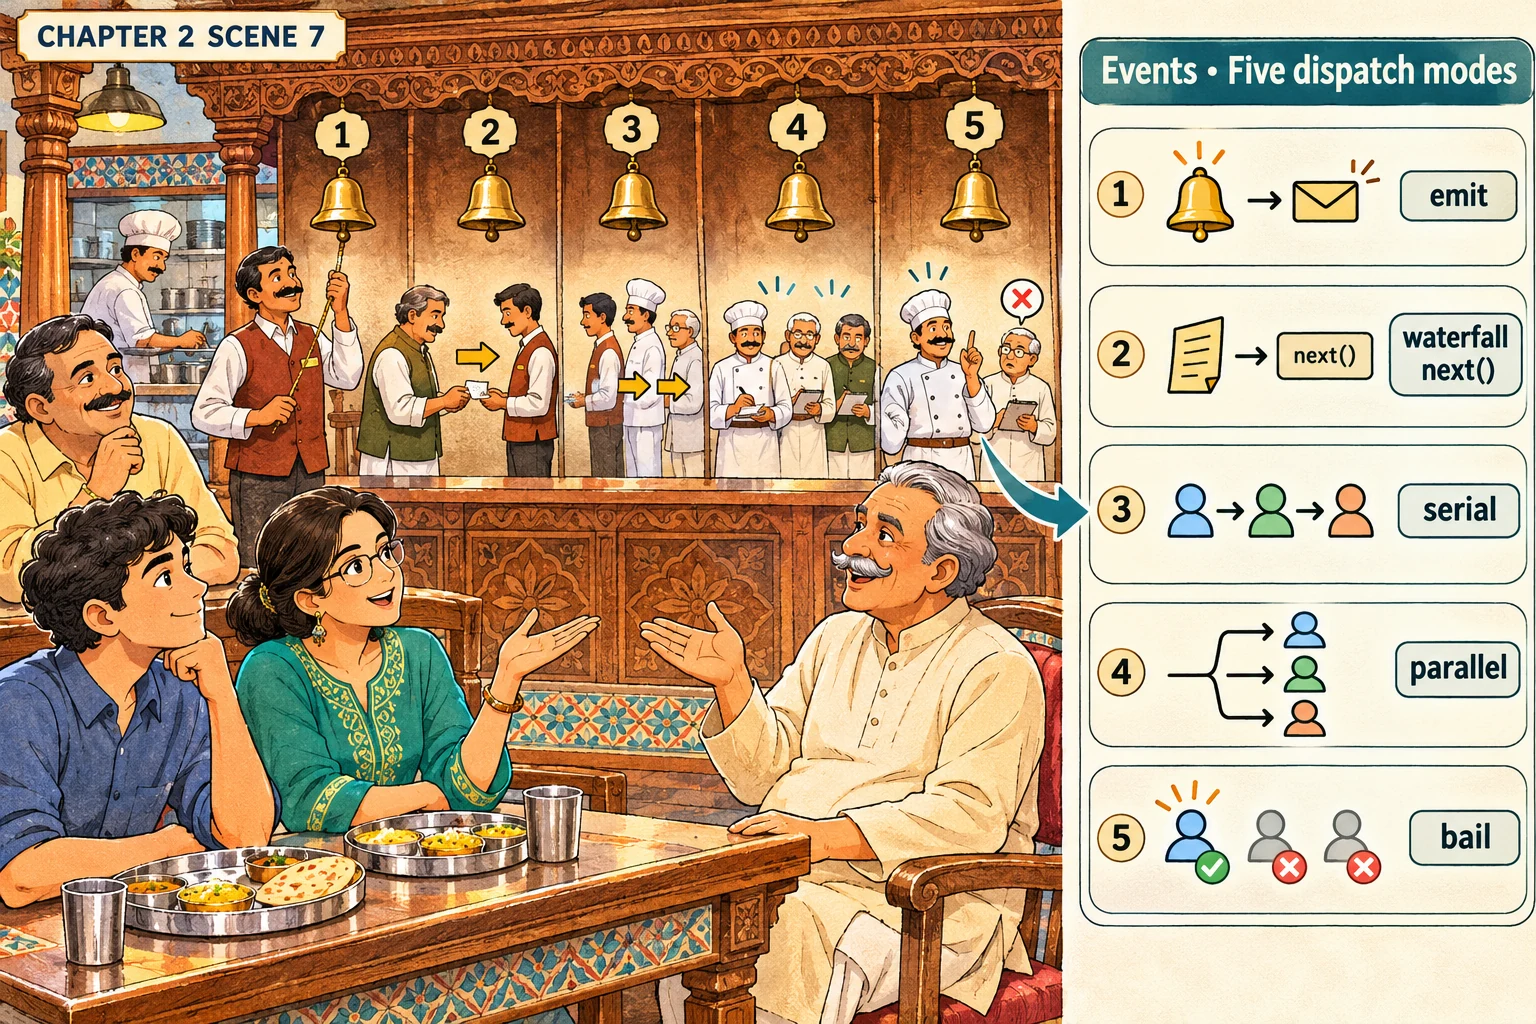 CHAPTER 2 SCENE 7
1
2
3
4
5
Events • Five dispatch modes
1
emit
2
next()
waterfall
next()
3
serial
4
parallel
5
bail